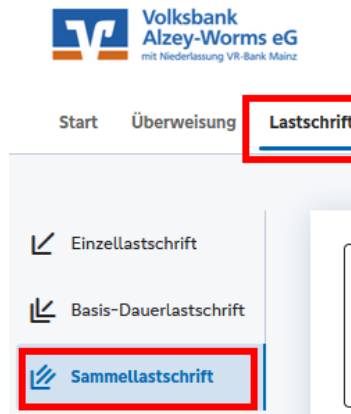 Volksbank
Alzey-Worms eG
mit Niederlassung VR-Bank Mainz
Start Überweisung Lastschrift
Einzellastschrift
Basis-Dauerlastschrift
Sammellastschrift